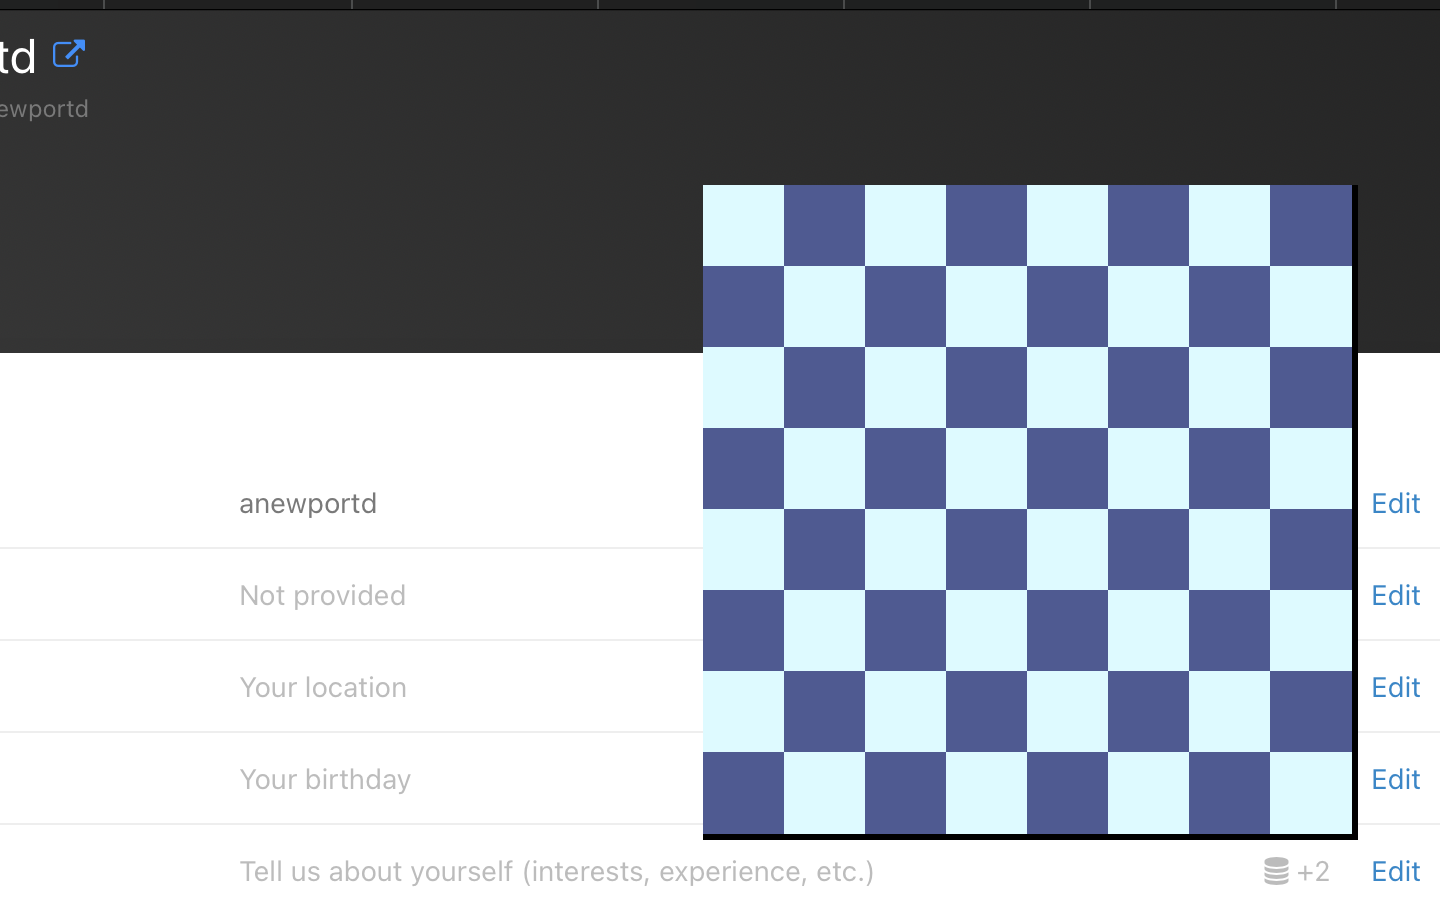 td
ewportd
anewportd Edit
Not provided Edit
Your location Edit
Your birthday Edit
Tell us about yourself (interests, experience, etc.) +2 Edit